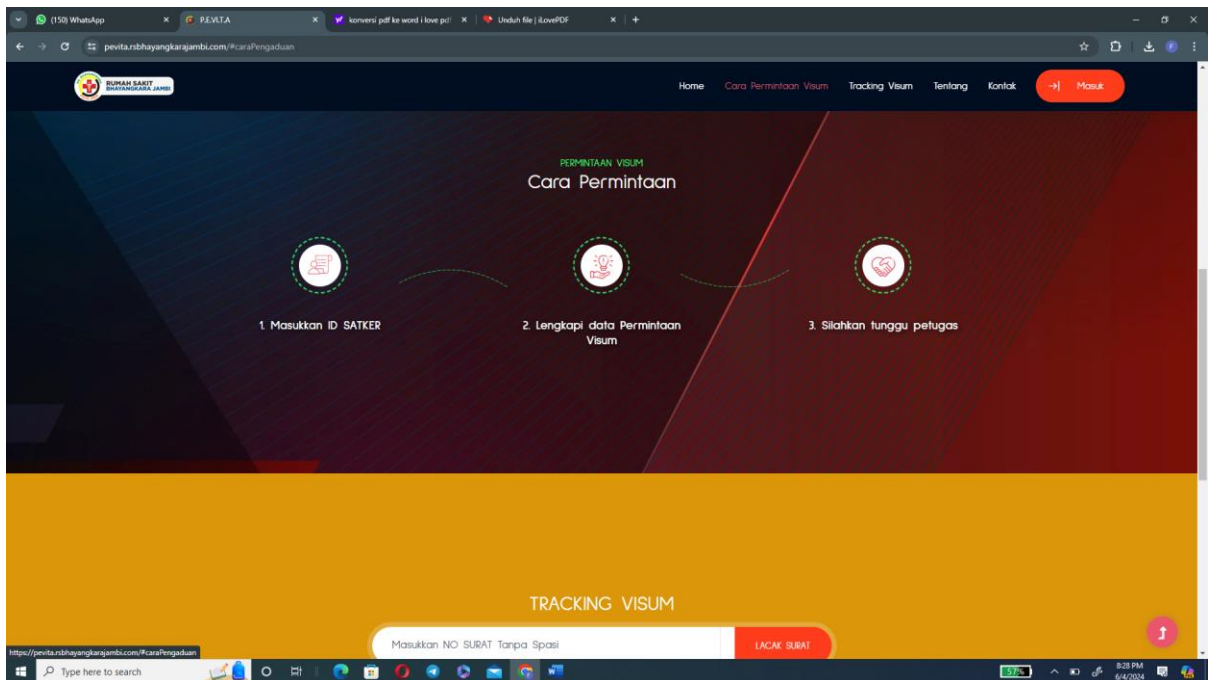 (150) WhatsApp
P.E.VI.T.A
konversi pdf ke word i love pdf
Unduh file | iLovePDF
pevita.rsbhayangkarajambi.com/#caraPengaduan
RUMAH SAKIT
BHAYANGKARA JAMBI
Home
Cara Permintaan Visum
Tracking Visum
Tentang
Kontak
Masuk
PERMINTAAN VISUM
Cara Permintaan
1. Masukkan ID SATKER
2. Lengkapi data Permintaan
Visum
3. Silahkan tunggu petugas
TRACKING VISUM
Masukkan NO SURAT Tanpa Spasi
LACAK SURAT
https://pevita.rsbhayangkarajambi.com/#caraPengaduan
Type here to search
57%
8:28 PM
6/4/2024